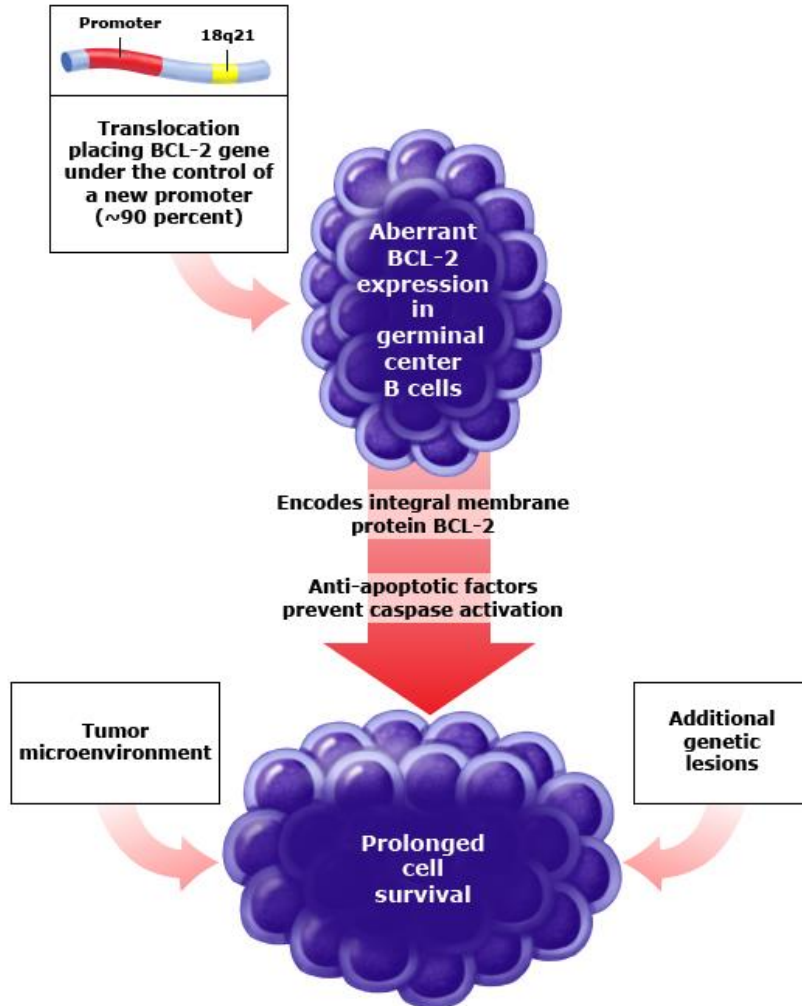 Promoter
18q21
Translocation
placing BCL-2 gene
under the control of
a new promoter
(~90 percent)
Aberrant
BCL-2
expression
in
germinal
center
B cells
Encodes integral membrane
protein BCL-2
Anti-apoptotic factors
prevent caspase activation
Tumor
microenvironment
Additional
genetic
lesions
Prolonged
cell
survival